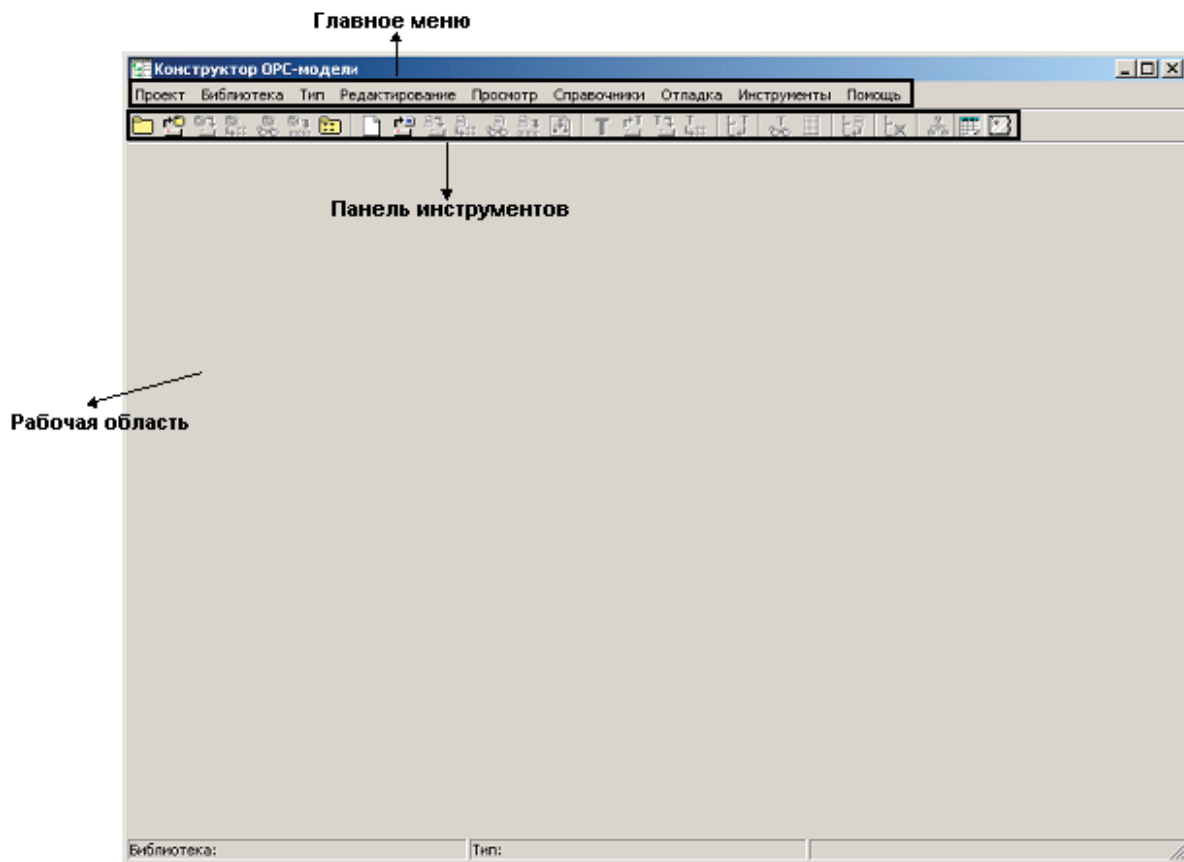 Главное меню
Конструктор ОРС-модели
Проект Библиотека Тип Редактирование Просмотр Справочники Отладка Инструменты Помощь
Панель инструментов
Рабочая область
Библиотека: Тип: